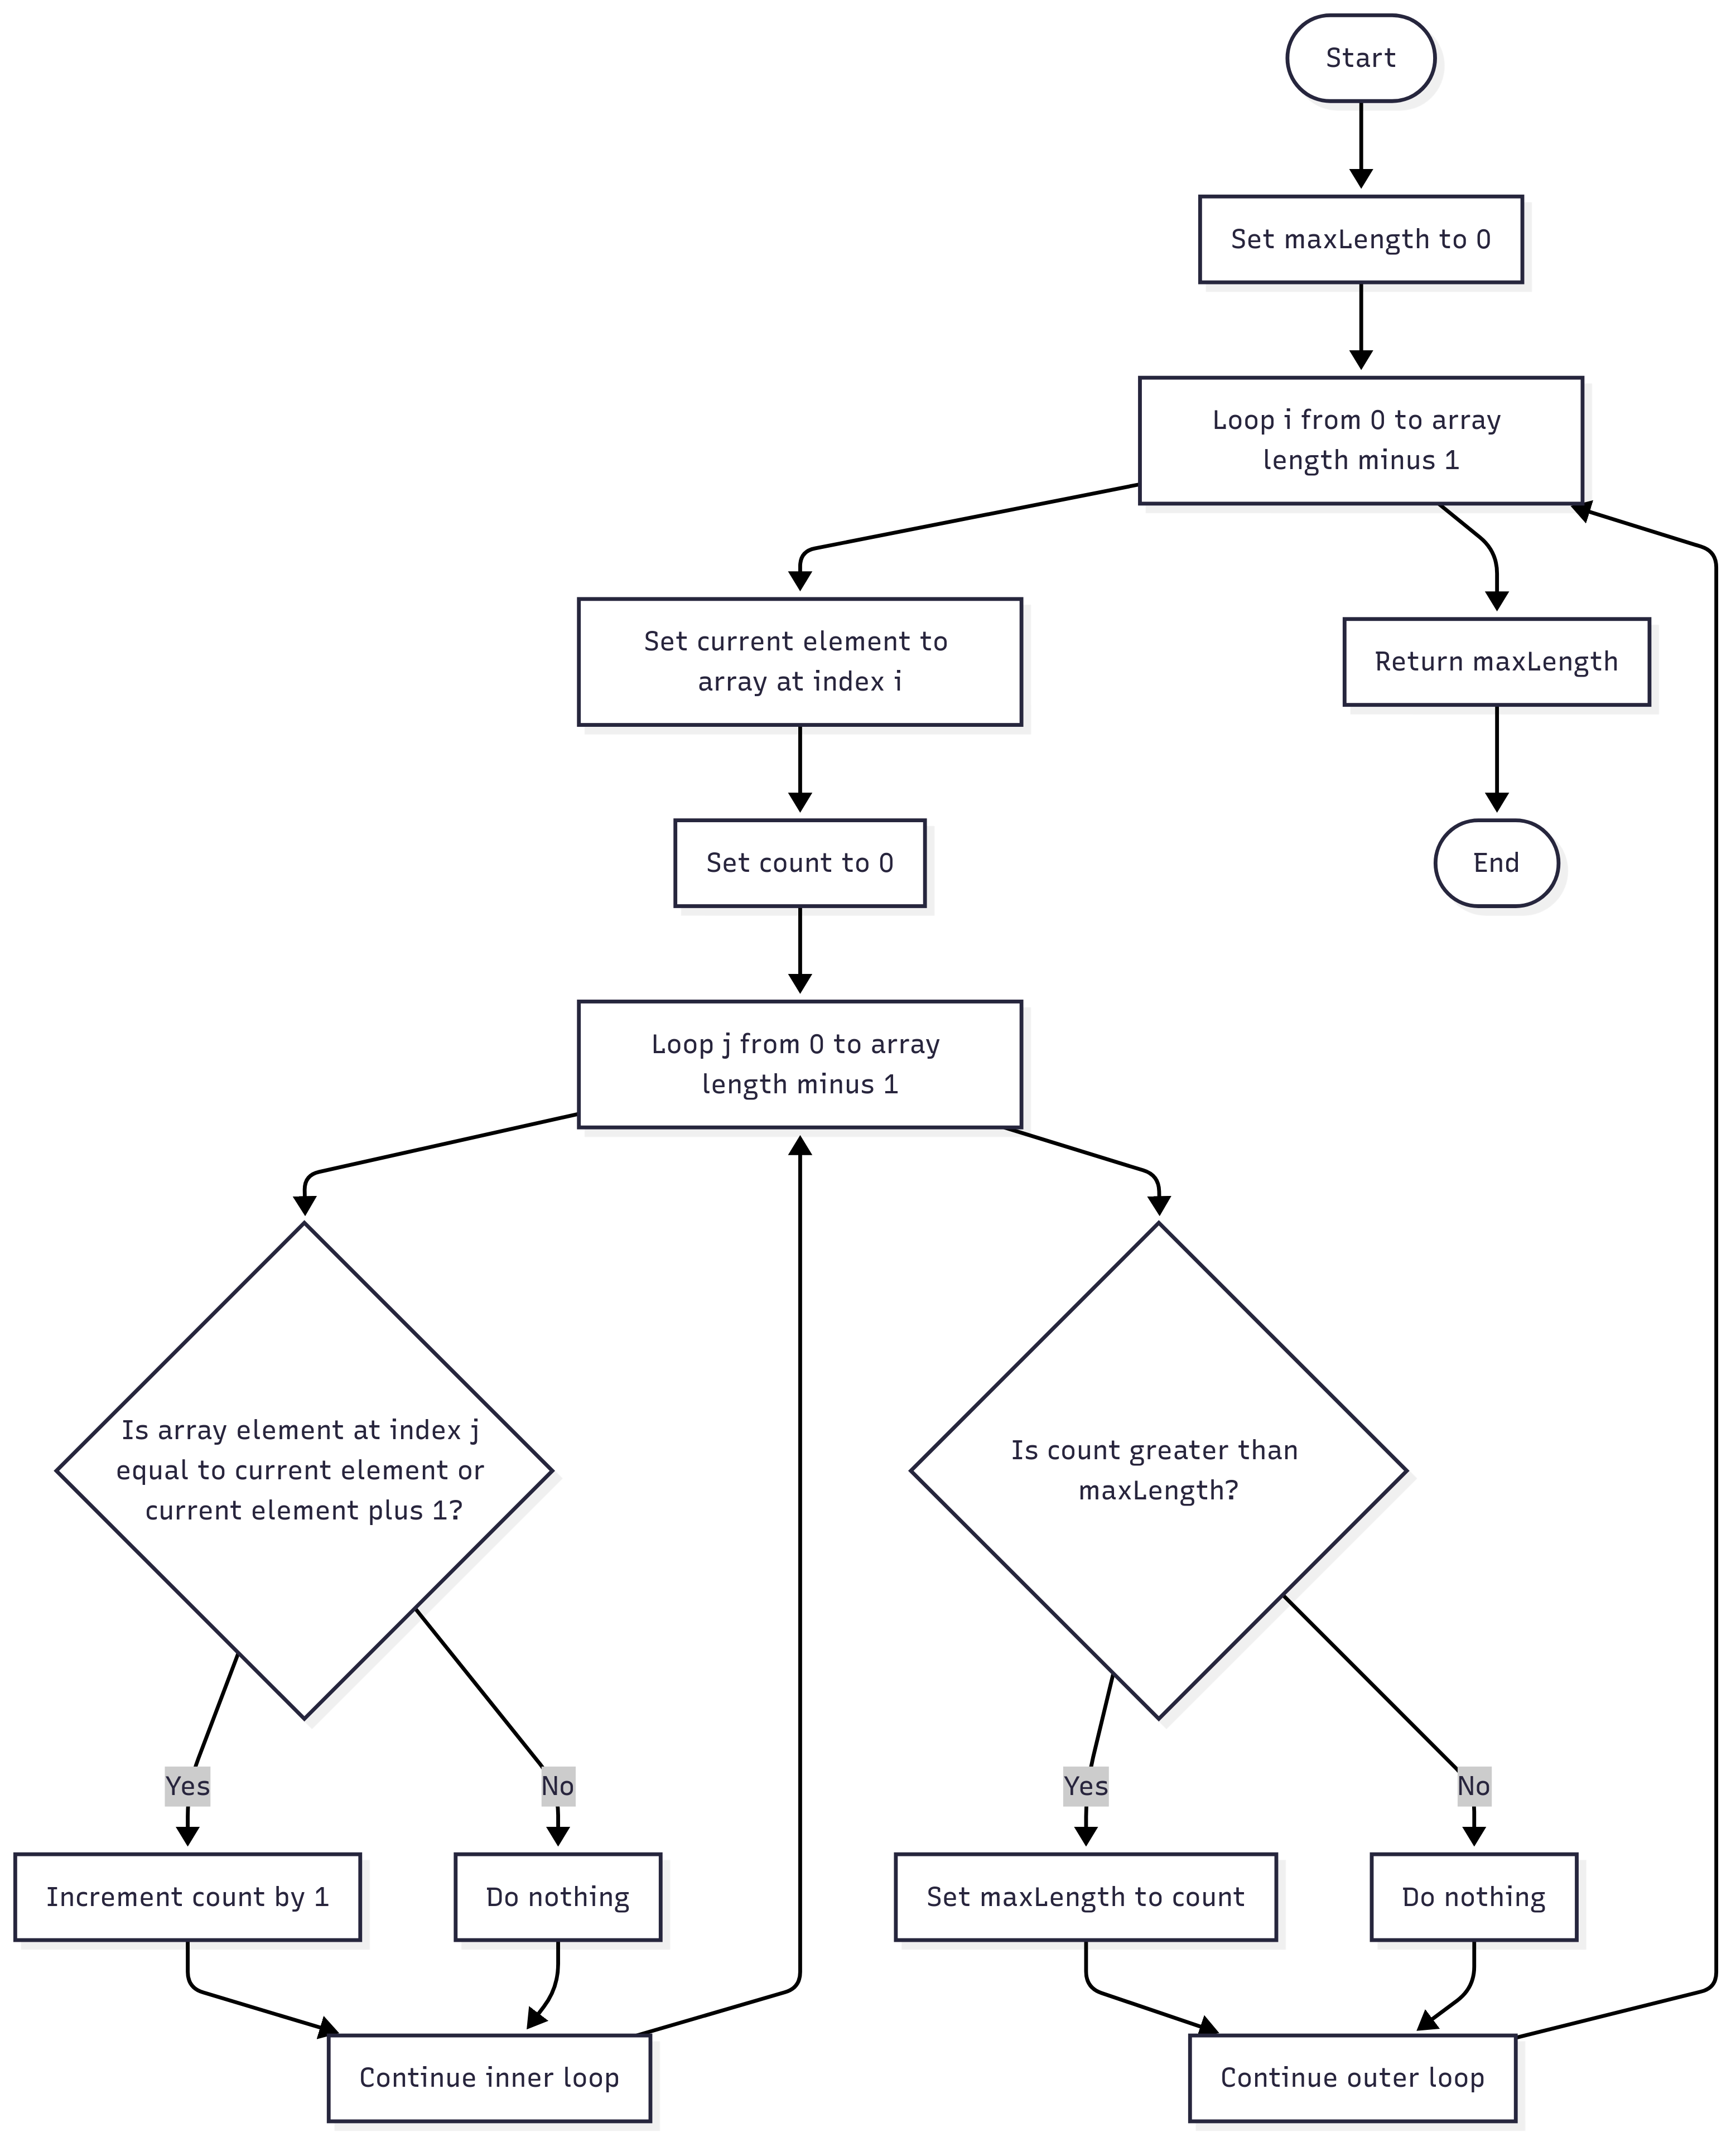 Start
Set maxLength to 0
Loop i from 0 to array
length minus 1
Set current element to
array at index i
Return maxLength
Set count to 0
End
Loop j from 0 to array
length minus 1
Is array element at index j
equal to current element or
current element plus 1?
Is count greater than
maxLength?
Yes
No
Yes
No
Increment count by 1
Do nothing
Set maxLength to count
Do nothing
Continue inner loop
Continue outer loop